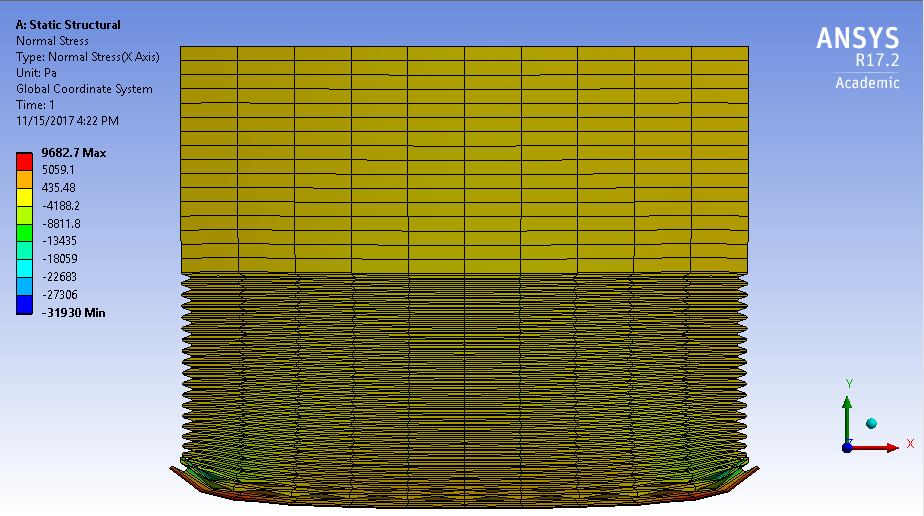 A: Static Structural
Normal Stress
Type: Normal Stress(X Axis)
Unit: Pa
Global Coordinate System
Time: 1
11/15/2017 4:22 PM
9682.7 Max
5059.1
435.48
-4188.2
-8811.8
-13435
-18059
-22683
-27306
-31930 Min
ANSYS
R17.2
Academic
Y
X